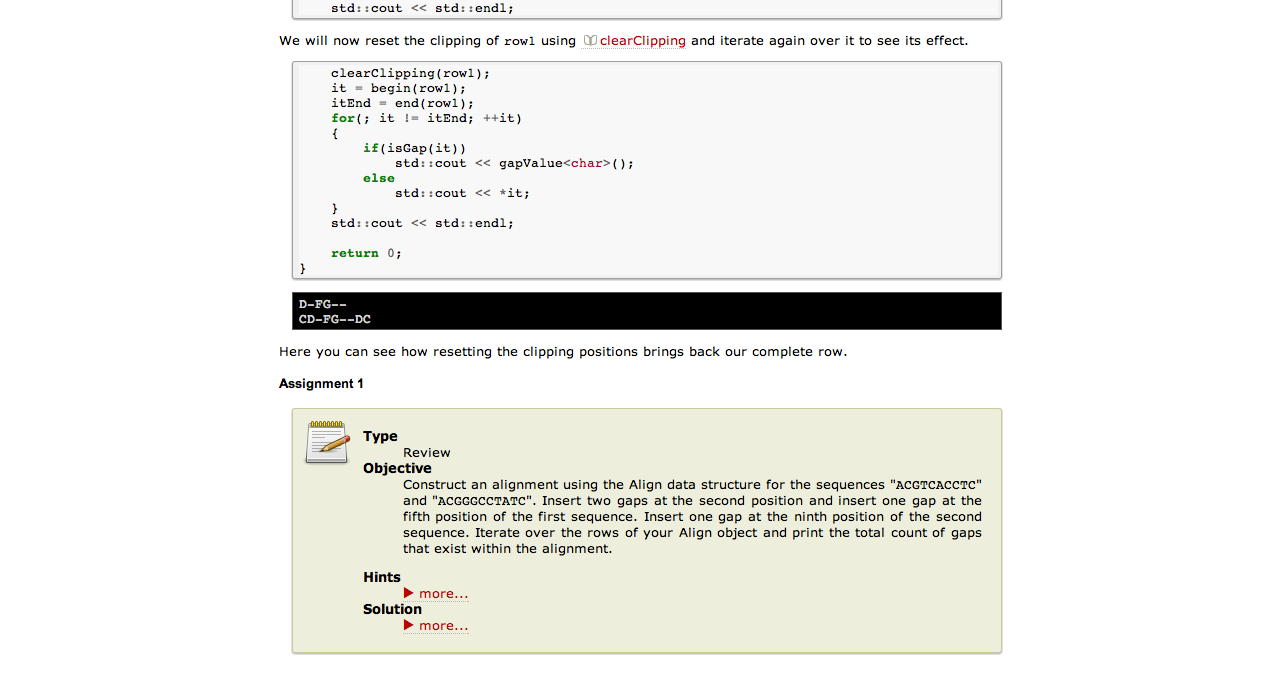 std::cout << std::endl;
We will now reset the clipping of row1 using clearClipping and iterate again over it to see its effect.
    clearClipping(row1);
    it = begin(row1);
    itEnd = end(row1);
    for(; it != itEnd; ++it)
    {
        if(isGap(it))
            std::cout << gapValue<char>();
        else
            std::cout << *it;
    }
    std::cout << std::endl;

    return 0;
}
D-FG--
CD-FG--DC
Here you can see how resetting the clipping positions brings back our complete row.
Assignment 1
Type
Review
Objective
Construct an alignment using the Align data structure for the sequences "ACGTCACCTC"
and "ACGGGCCTATC". Insert two gaps at the second position and insert one gap at the
fifth position of the first sequence. Insert one gap at the ninth position of the second
sequence. Iterate over the rows of your Align object and print the total count of gaps
that exist within the alignment.
Hints
more...
Solution
more...